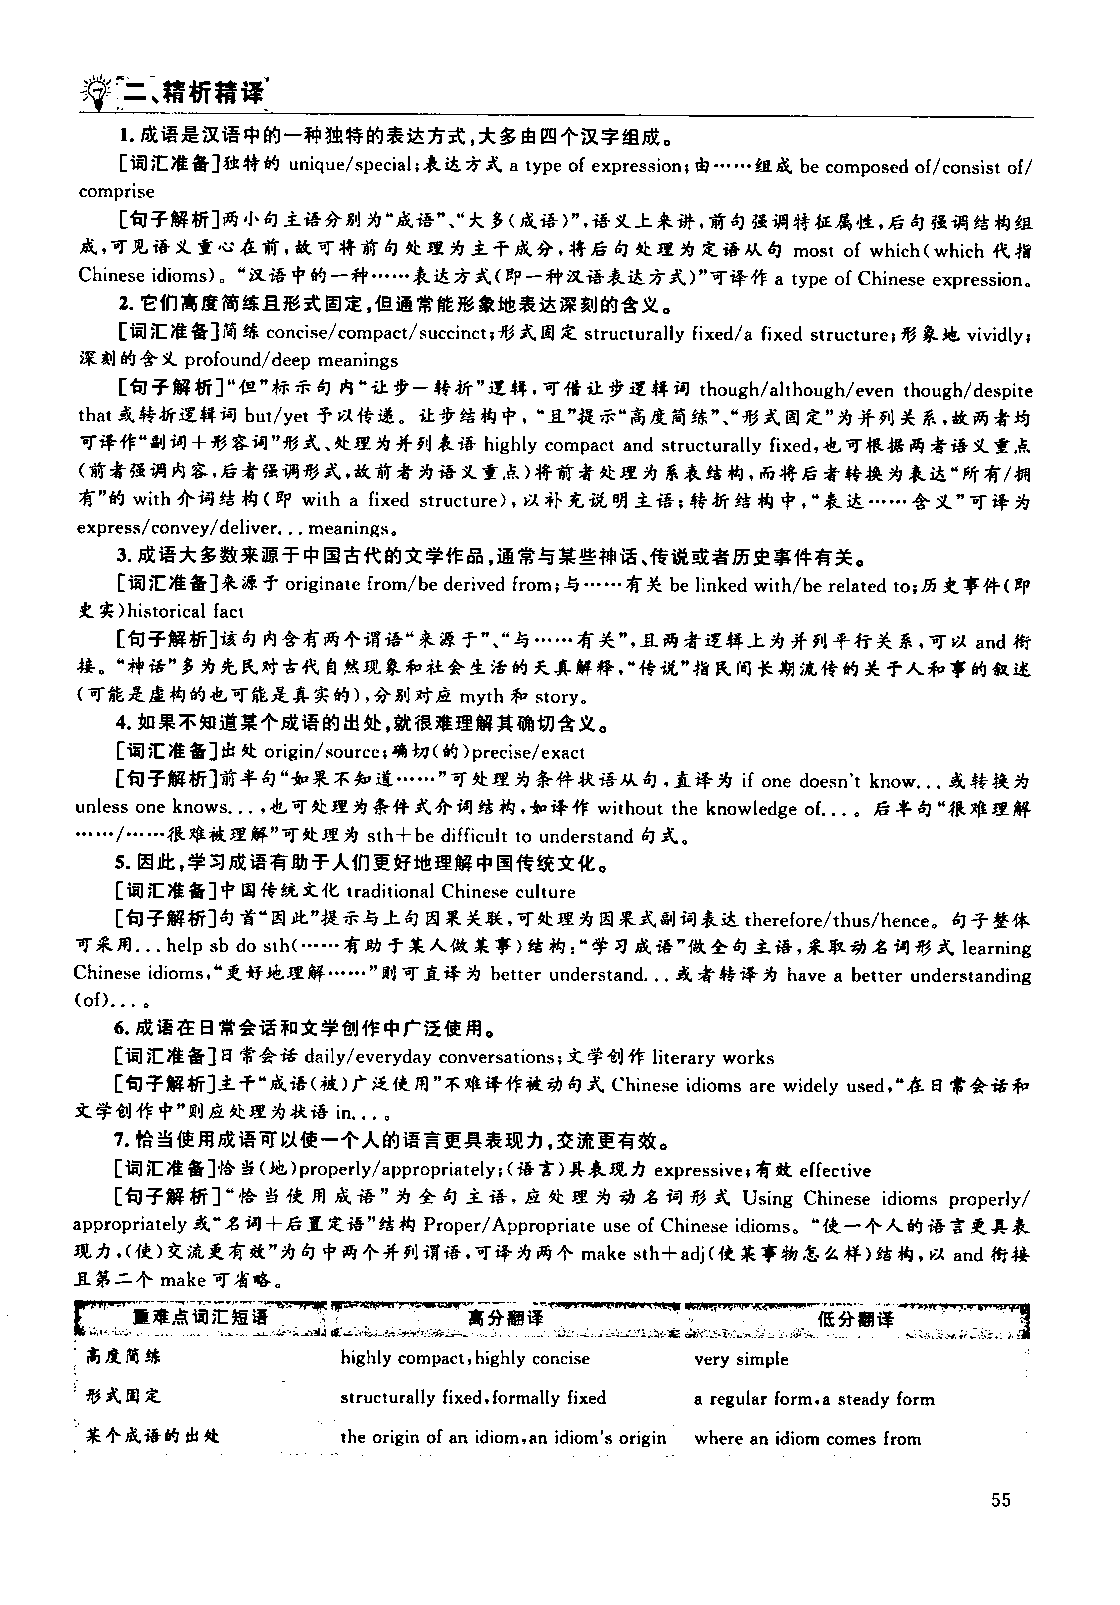 二、精析精译
1. 成语是汉语中的一种独特的表达方式,大多由四个汉字组成。
[词汇准备]独特的 unique/special;表达方式 a type of expression;由……组成 be composed of/consist of/
comprise
[句子解析]两小句主语分别为“成语”、“大多(成语)”,语义上来讲,前句强调特征属性,后句强调结构组
成,可见语义重心在前,故可将前句处理为主干成分,将后句处理为定语从句 most of which(which 代指
Chinese idioms)。“汉语中的一种……表达方式(即一种汉语表达方式)”可译作 a type of Chinese expression。
2. 它们高度简练且形式固定,但通常能形象地表达深刻的含义。
[词汇准备]简练 concise/compact/succinct;形式固定 structurally fixed/a fixed structure;形象地 vividly;
深刻的含义 profound/deep meanings
[句子解析]“但”标示句内“让步—转折”逻辑,可借让步逻辑词 though/although/even though/despite
that 或转折逻辑词 but/yet 予以传递。让步结构中,“且”提示“高度简练”、“形式固定”为并列关系,故两者均
可译作“副词+形容词”形式、处理为并列表语 highly compact and structurally fixed,也可根据两者语义重点
(前者强调内容,后者强调形式,故前者为语义重点)将前者处理为系表结构,而将后者转换为表达“所有/拥
有”的 with 介词结构(即 with a fixed structure),以补充说明主语;转折结构中,“表达……含义”可译为
express/convey/deliver... meanings。
3. 成语大多数来源于中国古代的文学作品,通常与某些神话、传说或者历史事件有关。
[词汇准备]来源于 originate from/be derived from;与……有关 be linked with/be related to;历史事件(即
史实)historical fact
[句子解析]该句内含有两个谓语“来源于”、“与……有关”,且两者逻辑上为并列平行关系,可以 and 衔
接。“神话”多为先民对古代自然现象和社会生活的天真解释,“传说”指民间长期流传的关于人和事的叙述
(可能是虚构的也可能是真实的),分别对应 myth 和 story。
4. 如果不知道某个成语的出处,就很难理解其确切含义。
[词汇准备]出处 origin/source;确切(的)precise/exact
[句子解析]前半句“如果不知道……”可处理为条件状语从句,直译为 if one doesn't know... 或转换为
unless one knows...,也可处理为条件式介词结构,如译作 without the knowledge of...。后半句“很难理解
……/……很难被理解”可处理为 sth+be difficult to understand 句式。
5. 因此,学习成语有助于人们更好地理解中国传统文化。
[词汇准备]中国传统文化 traditional Chinese culture
[句子解析]句首“因此”提示与上句因果关联,可处理为因果式副词表达 therefore/thus/hence。句子整体
可采用...help sb do sth(……有助于某人做某事)结构:“学习成语”做全句主语,采取动名词形式 learning
Chinese idioms,“更好地理解……”则可直译为 better understand... 或者转译为 have a better understanding
(of)...。
6. 成语在日常会话和文学创作中广泛使用。
[词汇准备]日常会话 daily/everyday conversations;文学创作 literary works
[句子解析]主干“成语(被)广泛使用”不难译作被动句式 Chinese idioms are widely used,“在日常会话和
文学创作中”则应处理为状语 in...。
7. 恰当使用成语可以使一个人的语言更具表现力,交流更有效。
[词汇准备]恰当(地)properly/appropriately;(语言)具表现力 expressive;有效 effective
[句子解析]“恰当使用成语”为全句主语,应处理为动名词形式 Using Chinese idioms properly/
appropriately 或“名词+后置定语”结构 Proper/Appropriate use of Chinese idioms。“使一个人的语言更具表
现力,(使)交流更有效”为句中两个并列谓语,可译为两个 make sth+adj(使某事物怎么样)结构,以 and 衔接
且第二个 make 可省略。
重难点词汇短语 高分翻译 低分翻译
高度简练 highly compact,highly concise very simple
形式固定 structurally fixed,formally fixed a regular form,a steady form
某个成语的出处 the origin of an idiom,an idiom's origin where an idiom comes from
55